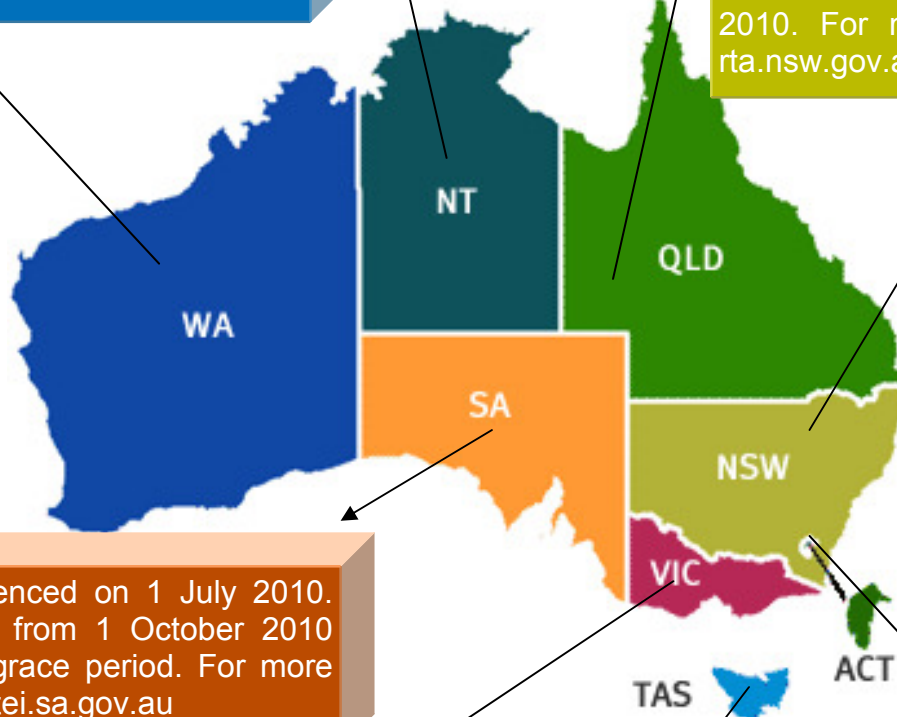 2010. For
rta.nsw.gov.a
NT
QLD
WA
SA
NSW
VIC
enced on 1 July 2010.
from 1 October 2010
grace period. For more
tei.sa.gov.au
ACT
TAS